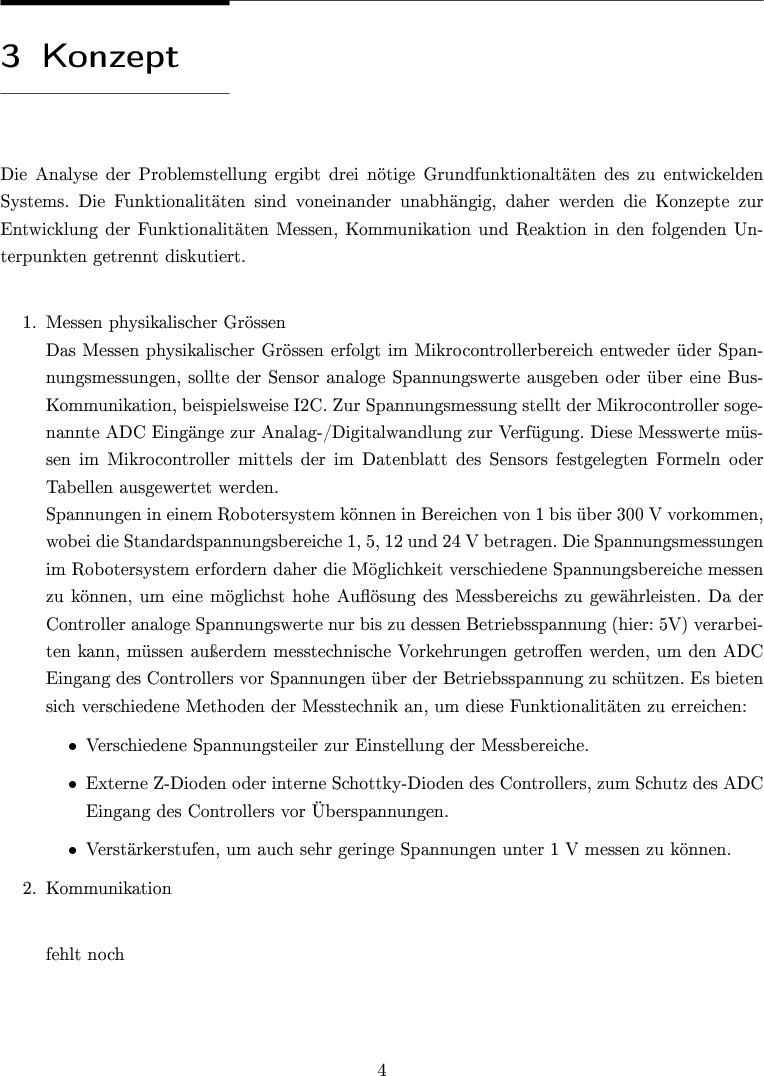 3 Konzept
Die Analyse der Problemstellung ergibt drei nötige Grundfunktionaltäten des zu entwickelden
Systems. Die Funktionalitäten sind voneinander unabhängig, daher werden die Konzepte zur
Entwicklung der Funktionalitäten Messen, Kommunikation und Reaktion in den folgenden Un-
terpunkten getrennt diskutiert.
1. Messen physikalischer Grössen
Das Messen physikalischer Grössen erfolgt im Mikrocontrollerbereich entweder üder Span-
nungsmessungen, sollte der Sensor analoge Spannungswerte ausgeben oder über eine Bus-
Kommunikation, beispielsweise I2C. Zur Spannungsmessung stellt der Mikrocontroller soge-
nannte ADC Eingänge zur Analag-/Digitalwandlung zur Verfügung. Diese Messwerte müs-
sen im Mikrocontroller mittels der im Datenblatt des Sensors festgelegten Formeln oder
Tabellen ausgewertet werden.
Spannungen in einem Robotersystem können in Bereichen von 1 bis über 300 V vorkommen,
wobei die Standardspannungsbereiche 1, 5, 12 und 24 V betragen. Die Spannungsmessungen
im Robotersystem erfordern daher die Möglichkeit verschiedene Spannungsbereiche messen
zu können, um eine möglichst hohe Auflösung des Messbereichs zu gewährleisten. Da der
Controller analoge Spannungswerte nur bis zu dessen Betriebsspannung (hier: 5V) verarbei-
ten kann, müssen außerdem messtechnische Vorkehrungen getroffen werden, um den ADC
Eingang des Controllers vor Spannungen über der Betriebsspannung zu schützen. Es bieten
sich verschiedene Methoden der Messtechnik an, um diese Funktionalitäten zu erreichen:
• Verschiedene Spannungsteiler zur Einstellung der Messbereiche.
• Externe Z-Dioden oder interne Schottky-Dioden des Controllers, zum Schutz des ADC
Eingang des Controllers vor Überspannungen.
• Verstärkerstufen, um auch sehr geringe Spannungen unter 1 V messen zu können.
2. Kommunikation
fehlt noch
4